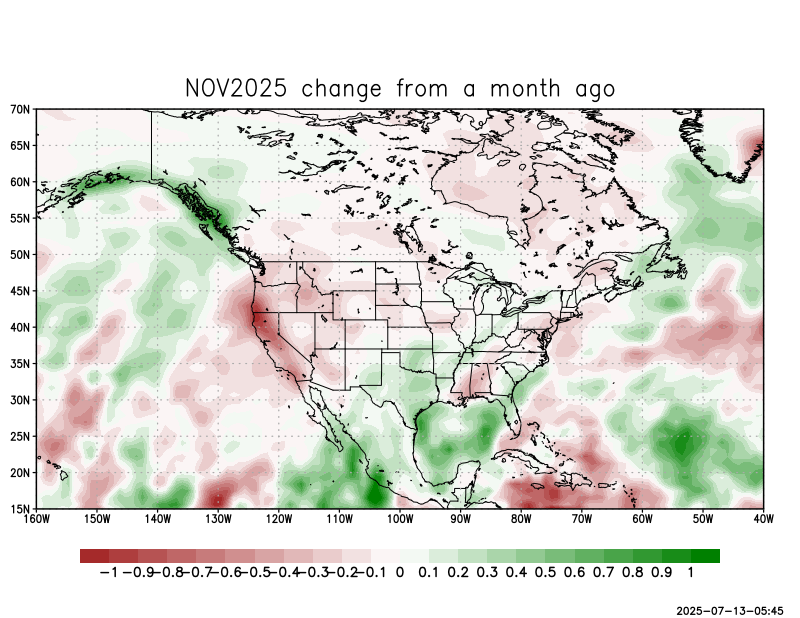 NOV2025 change from a month ago
70N
65N
60N
55N
50N
45N
40N
35N
30N
25N
20N
15N
160W 150W 140W 130W 120W 110W 100W 90W 80W 70W 60W 50W 40W
-1 -0.9 -0.8 -0.7 -0.6 -0.5 -0.4 -0.3 -0.2 -0.1 0 0.1 0.2 0.3 0.4 0.5 0.6 0.7 0.8 0.9 1
2025-07-13-05:45